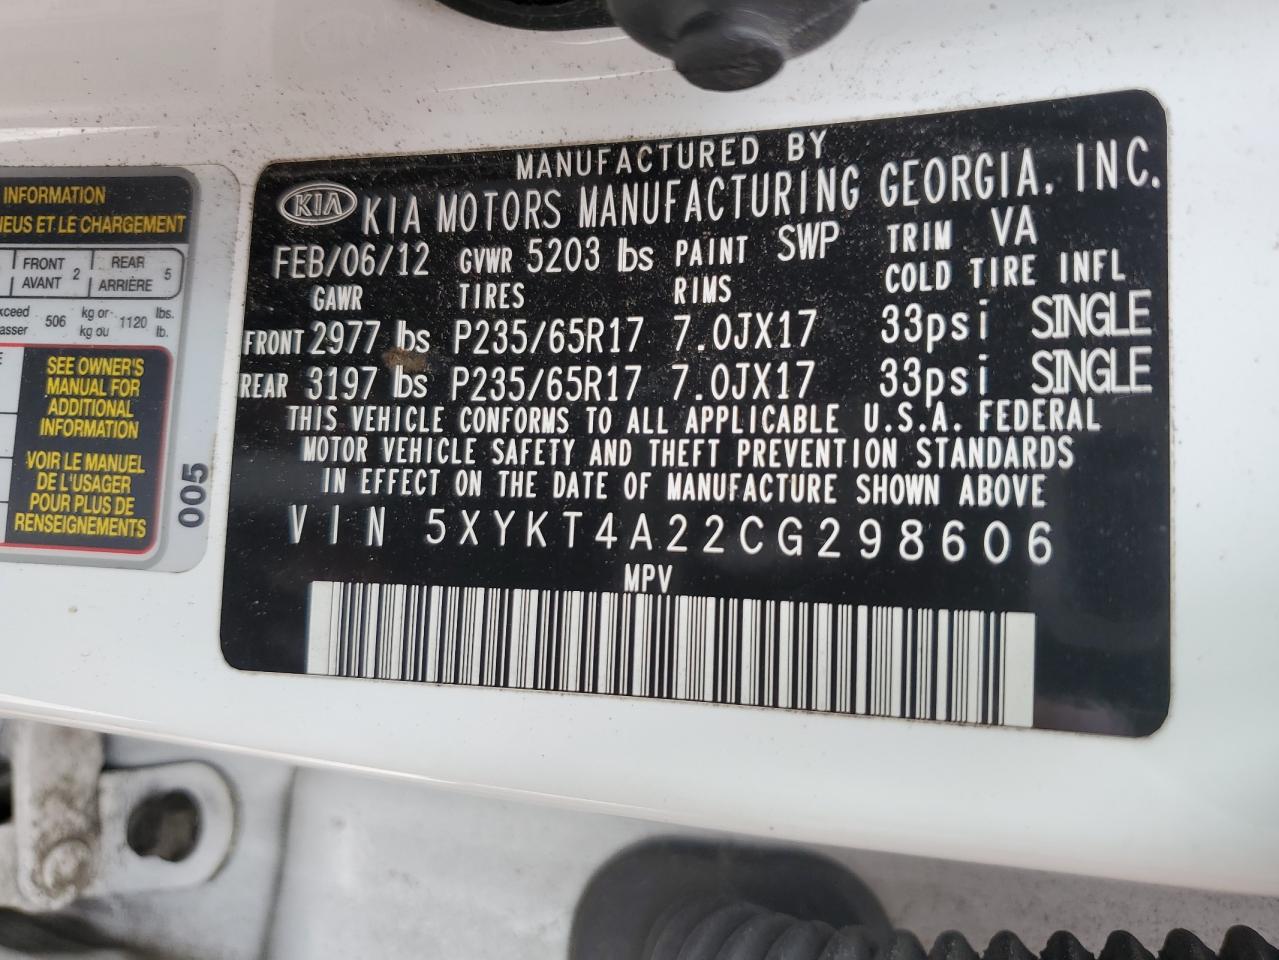 INFORMATION
NEUS ET LE CHARGEMENT
FRONT AVANT 2 REAR ARRIÈRE 5
506 kg or kg ou 1120 lbs. lb.
SEE OWNER'S
MANUAL FOR
ADDITIONAL
INFORMATION
VOIR LE MANUEL
DE L'USAGER
POUR PLUS DE
RENSEIGNEMENTS
005
MANUFACTURED BY
KIA KIA MOTORS MANUFACTURING GEORGIA, INC.
FEB/06/12 GVWR 5203 lbs PAINT SWP TRIM VA
GAWR TIRES RIMS COLD TIRE INFL
FRONT 2977 lbs P235/65R17 7.0JX17 33psi SINGLE
REAR 3197 lbs P235/65R17 7.0JX17 33psi SINGLE
THIS VEHICLE CONFORMS TO ALL APPLICABLE U.S.A. FEDERAL
MOTOR VEHICLE SAFETY AND THEFT PREVENTION STANDARDS
IN EFFECT ON THE DATE OF MANUFACTURE SHOWN ABOVE
VIN 5XYKT4A22CG298606
MPV